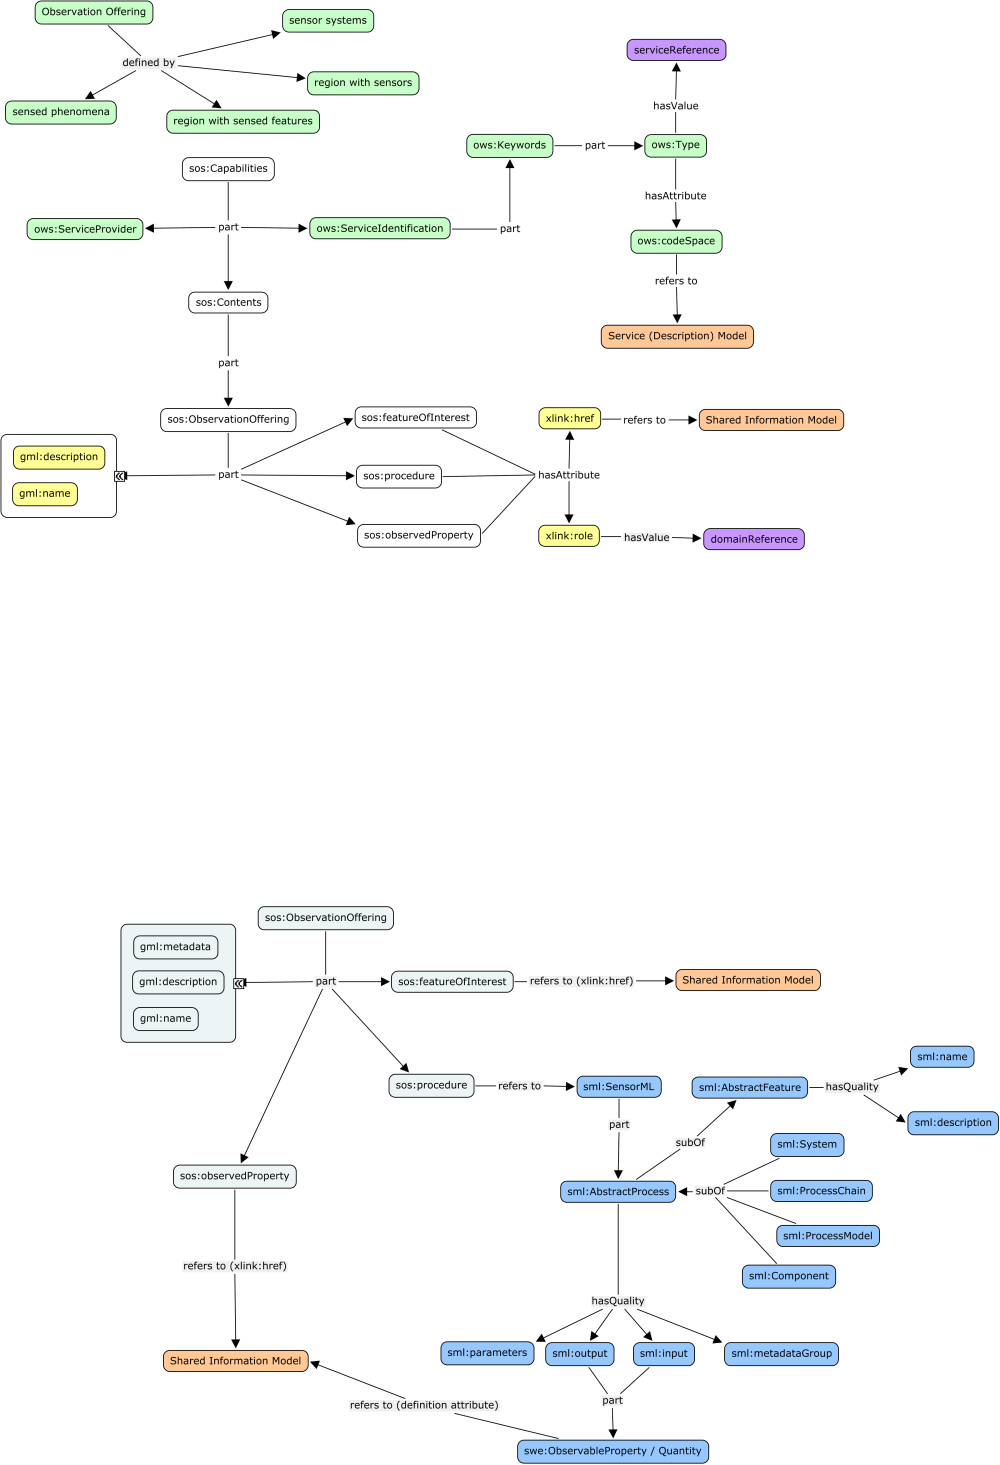 Observation Offering
sensor systems
defined by
region with sensors
sensed phenomena
region with sensed features
serviceReference
hasValue
ows:Keywords
part
ows:Type
hasAttribute
ows:codeSpace
refers to
Service (Description) Model
sos:Capabilities
ows:ServiceProvider
part
ows:ServiceIdentification
part
sos:Contents
part
sos:ObservationOffering
sos:featureOfInterest
xlink:href
refers to
Shared Information Model
gml:description
gml:name
part
sos:procedure
hasAttribute
sos:observedProperty
xlink:role
hasValue
domainReference
sos:ObservationOffering
gml:metadata
gml:description
gml:name
part
sos:featureOfInterest
refers to (xlink:href)
Shared Information Model
sos:procedure
refers to
sml:SensorML
sml:AbstractFeature
hasQuality
sml:name
sml:description
part
subOf
sml:System
sos:observedProperty
sml:AbstractProcess
subOf
sml:ProcessChain
sml:ProcessModel
sml:Component
refers to (xlink:href)
hasQuality
Shared Information Model
sml:parameters
sml:output
sml:input
sml:metadataGroup
part
refers to (definition attribute)
swe:ObservableProperty / Quantity